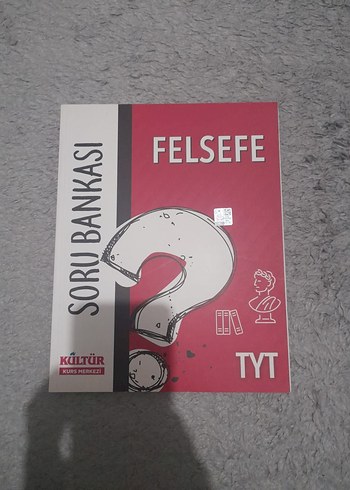 SORU BANKASI
FELSEFE
KÜLTÜR
KURS MERKEZİ
TYT